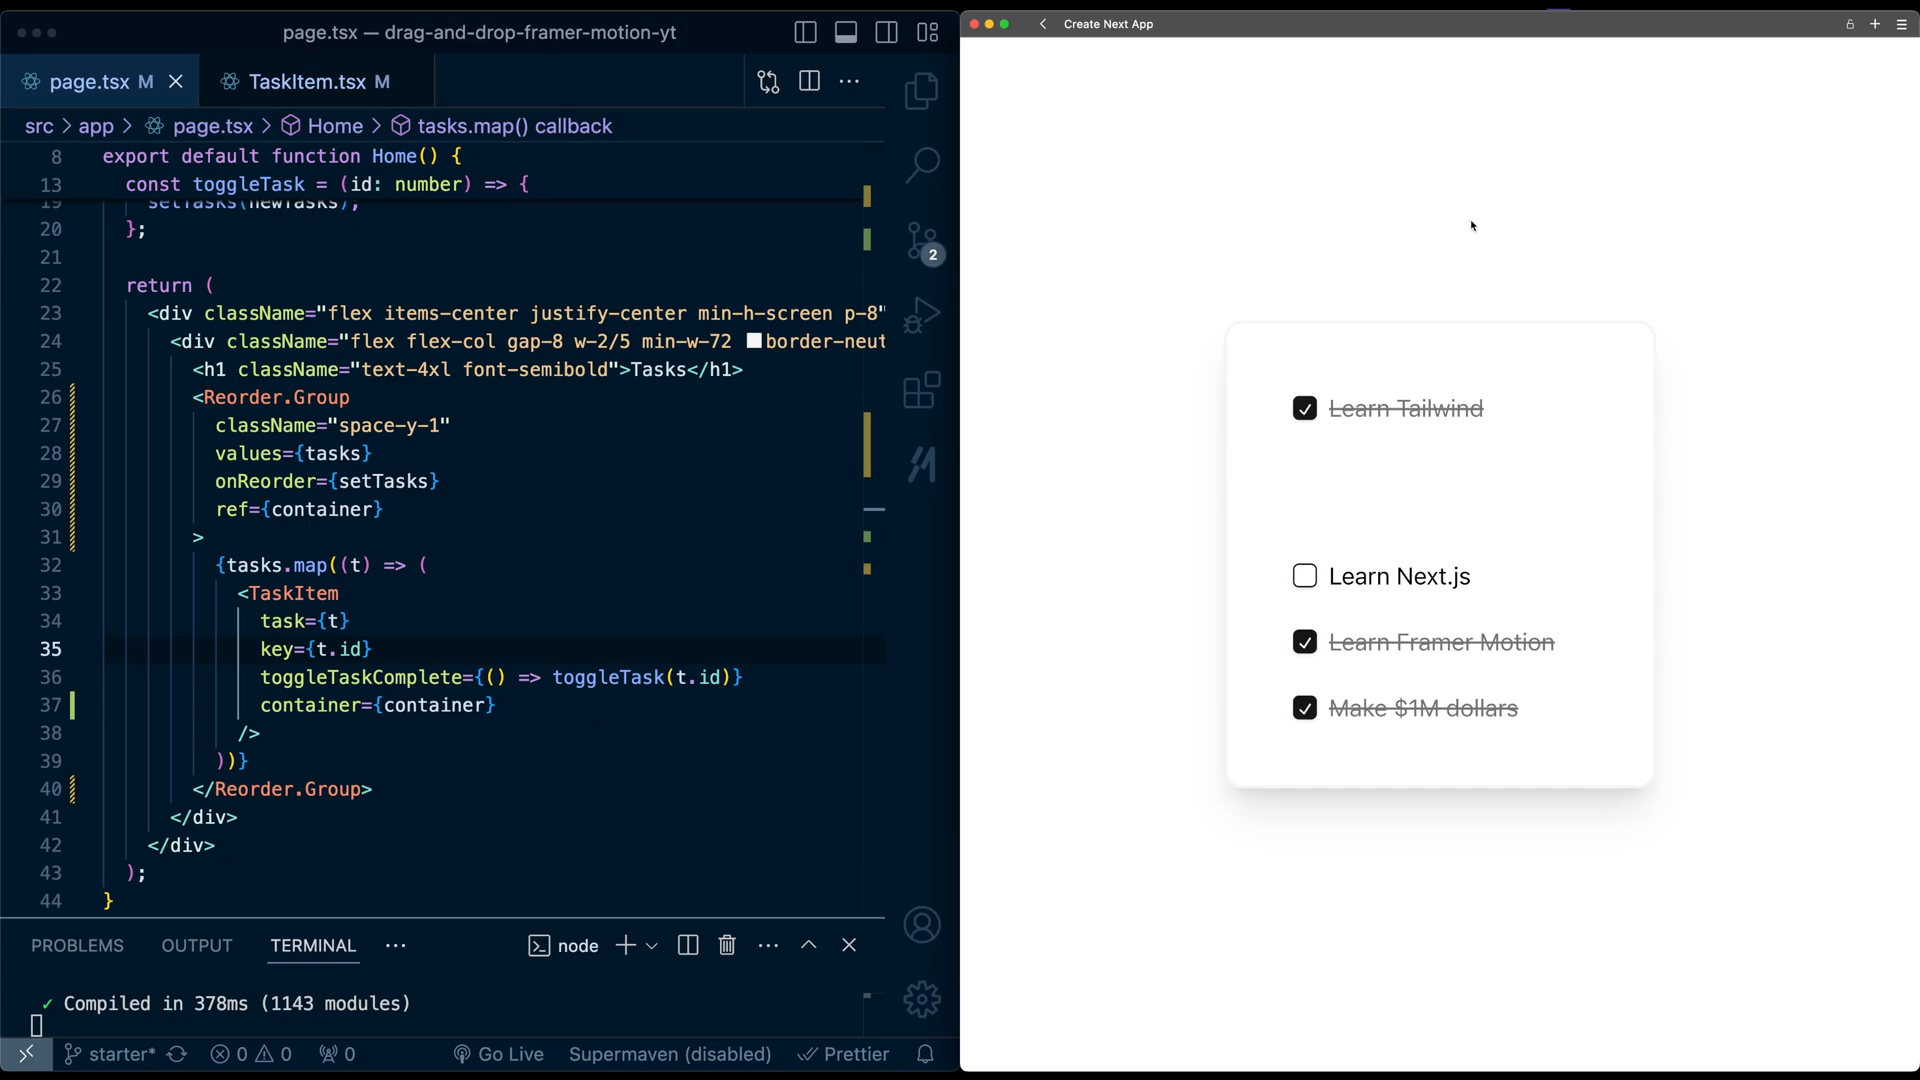 page.tsx — drag-and-drop-framer-motion-yt
page.tsx M
TaskItem.tsx M
src > app > page.tsx > Home > tasks.map() callback
8 export default function Home() {
13 const toggleTask = (id: number) => {
19 setTasks(newTasks);
20 };
21
22 return (
23 <div className="flex items-center justify-center min-h-screen p-8"
24 <div className="flex flex-col gap-8 w-2/5 min-w-72 border-neut
25 <h1 className="text-4xl font-semibold">Tasks</h1>
26 <Reorder.Group
27 className="space-y-1"
28 values={tasks}
29 onReorder={setTasks}
30 ref={container}
31 >
32 {tasks.map((t) => (
33 <TaskItem
34 task={t}
35 key={t.id}
36 toggleTaskComplete={() => toggleTask(t.id)}
37 container={container}
38 />
39 ))}
40 </Reorder.Group>
41 </div>
42 </div>
43 );
44 }
2
PROBLEMS OUTPUT TERMINAL ··· node
✓ Compiled in 378ms (1143 modules)
starter* 0 0 0 Go Live Supermaven (disabled) Prettier
Create Next App
Learn Tailwind
Learn Next.js
Learn Framer Motion
Make $1M dollars